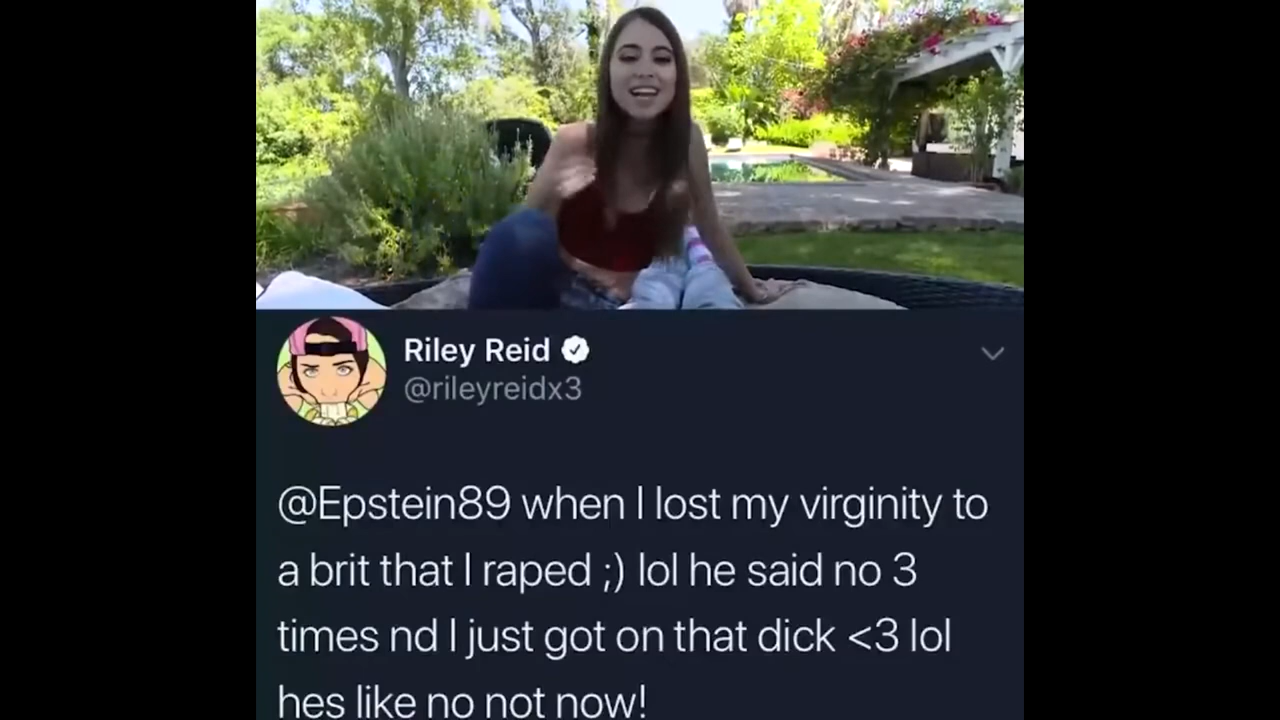 Riley Reid
@rileyreidx3
@Epstein89 when I lost my virginity to
a brit that I raped ;) lol he said no 3
times nd I just got on that dick <3 lol
hes like no not now!